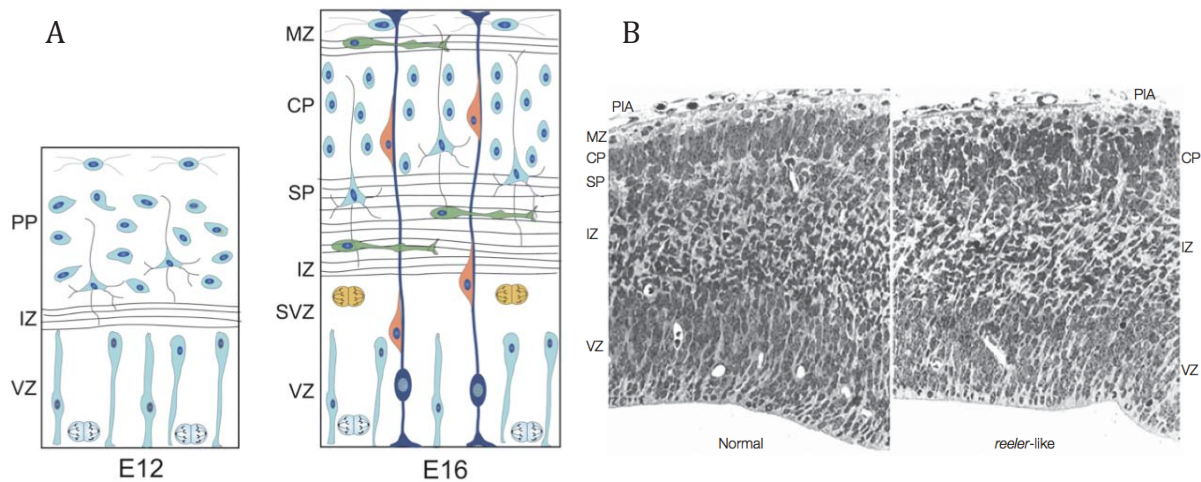 A
PP
IZ
VZ
E12
MZ
CP
SP
IZ
SVZ
VZ
E16
B
PIA
MZ
CP
SP
IZ
VZ
Normal
PIA
CP
IZ
VZ
reeler-like